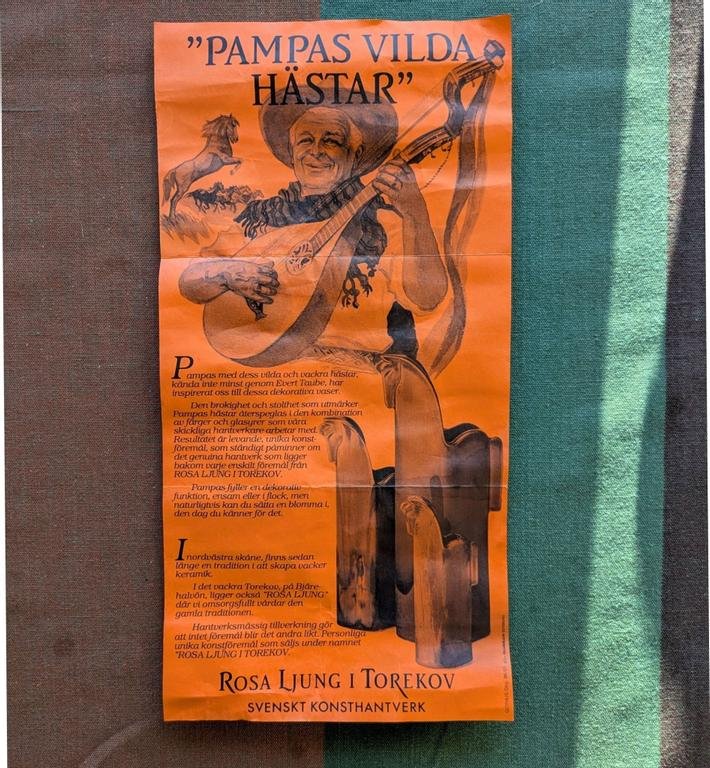 "PAMPAS VILDA
HÄSTAR"
Pampas med dess vilda och vackra hästar,
kända inte minst genom Evert Taube, har
inspirerat oss till dessa dekorativa vaser.
Den brokighet och stolthet som utmärker
Pampas hästar återspeglas i den kombination
av färger och glasyrer som våra
skickliga hantverkare arbetar med.
Resultatet är levande, unika konst-
föremål, som ständigt påminner om
det genuina hantverk som ligger
bakom varje enskilt föremål från
ROSA LJUNG I TOREKOV.
Pampas fyller en dekorativ
funktion, ensam eller i flock, men
naturligtvis kan du sätta en blomma i,
den dag du känner för det.
I nordvästra skåne, finns sedan
länge en tradition i att skapa vacker
keramik.
I det vackra Torekov, på Bjäre-
halvön, ligger också "ROSA LJUNG"
där vi omsorgsfullt vårdar den
gamla traditionen.
Hantverksmässig tillverkning gör
att intet föremål blir det andra likt. Personliga
unika konstföremål som säljs under namnet
"ROSA LJUNG I TOREKOV.
ROSA LJUNG I TOREKOV
SVENSKT KONSTHANTVERK